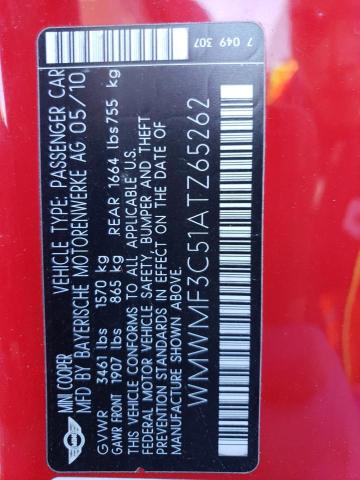 MINI COOPER VEHICLE TYPE: PASSENGER CAR
MFD BY BAYERISCHE MOTORENWERKE AG 05/10
GVWR 3461 lbs 1570 kg
GAWR FRONT 1907 lbs 865 kg REAR 1664 lbs/755 kg
THIS VEHICLE CONFORMS TO ALL APPLICABLE U.S.
FEDERAL MOTOR VEHICLE SAFETY, BUMPER AND THEFT
PREVENTION STANDARDS IN EFFECT ON THE DATE OF
MANUFACTURE SHOWN ABOVE.
WMWMF3C51ATZ65262
7 049 307